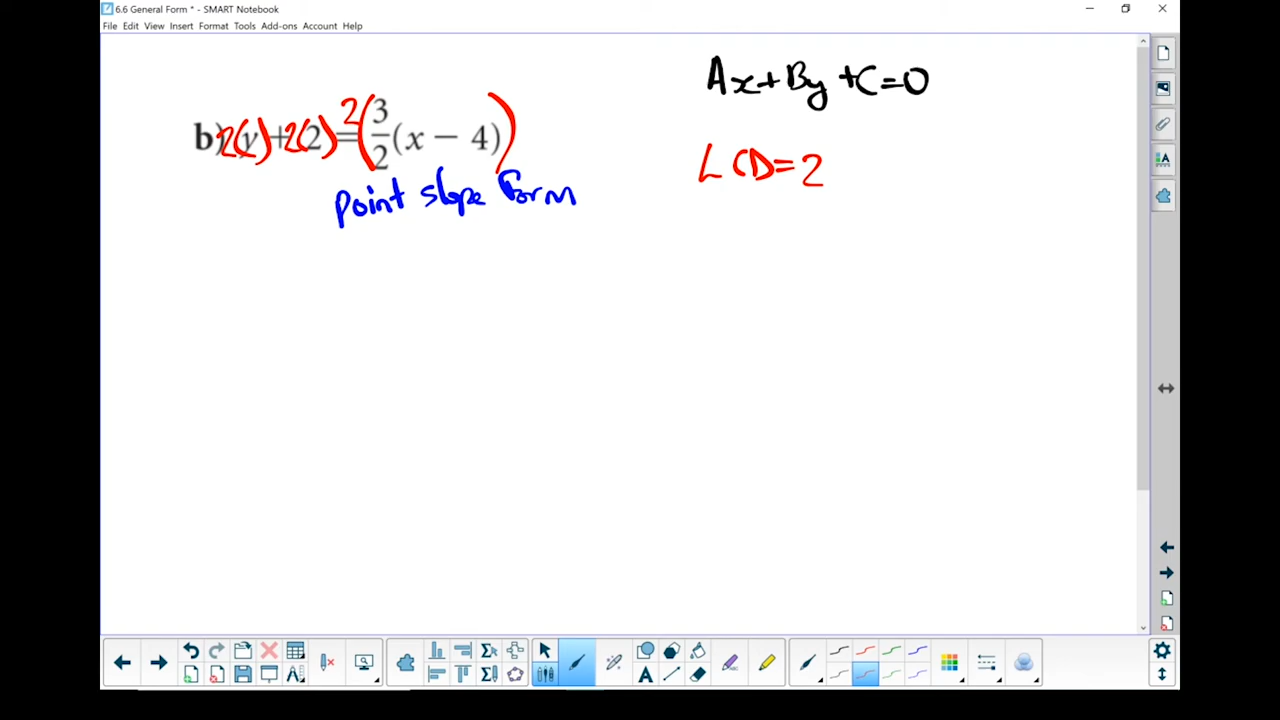 6.6 General Form * - SMART Notebook
File Edit View Insert Format Tools Add-ons Account Help
Ax+By+C=0
b) 2(y)+2(2)=2(3/2(x − 4))
LCD=2
point slope form